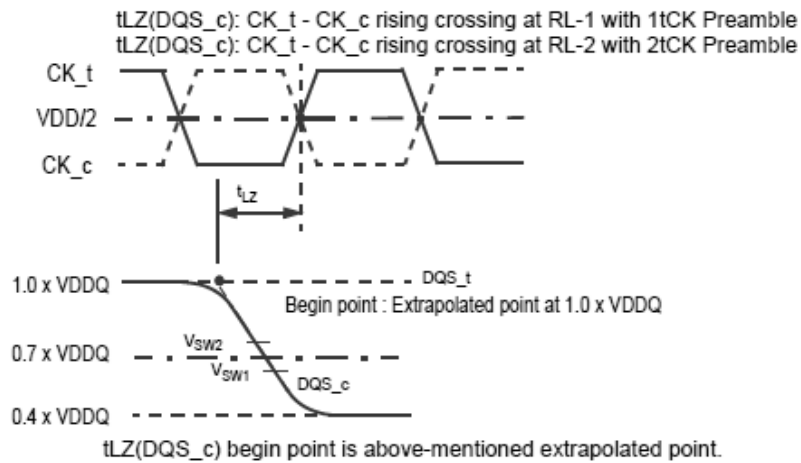 tLZ(DQS_c): CK_t - CK_c rising crossing at RL-1 with 1tCK Preamble
tLZ(DQS_c): CK_t - CK_c rising crossing at RL-2 with 2tCK Preamble
CK_t
VDD/2
CK_c
tLZ
1.0 x VDDQ
DQS_t
Begin point : Extrapolated point at 1.0 x VDDQ
VSW2
0.7 x VDDQ
VSW1
DQS_c
0.4 x VDDQ
tLZ(DQS_c) begin point is above-mentioned extrapolated point.